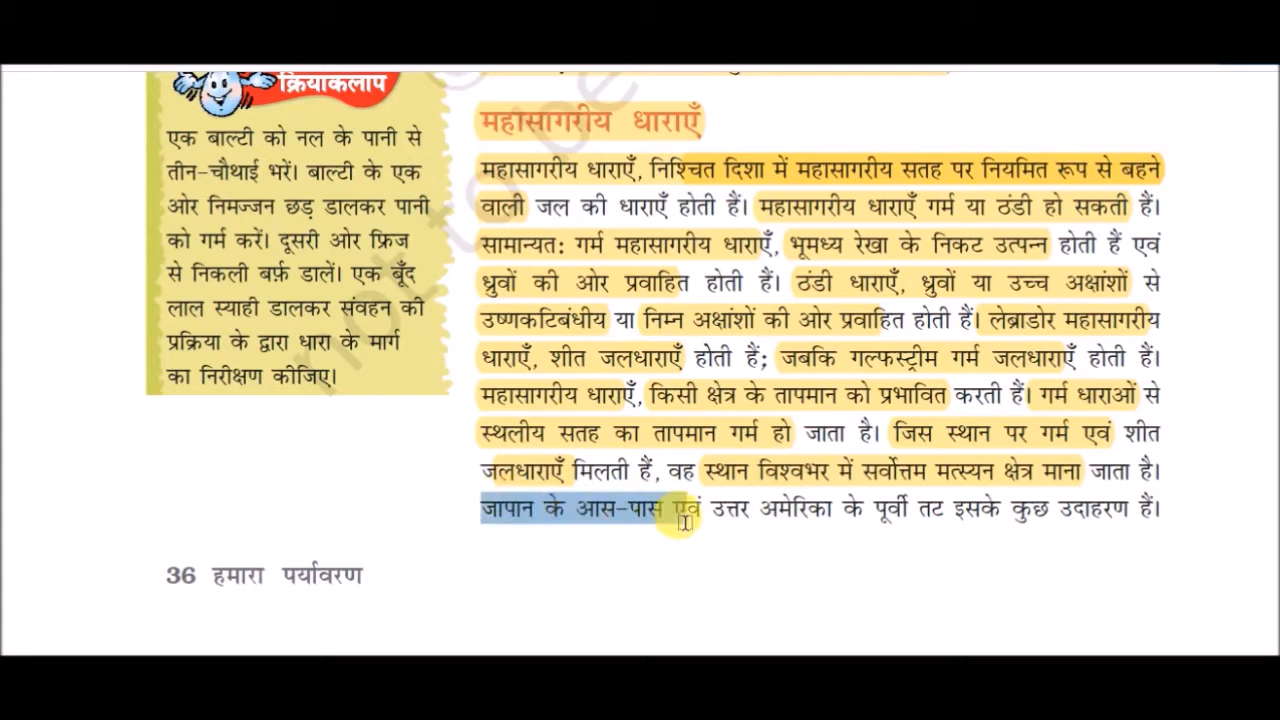 क्रियाकलाप
एक बाल्टी को नल के पानी से
तीन-चौथाई भरें। बाल्टी के एक
ओर निमज्जन छड़ डालकर पानी
को गर्म करें। दूसरी ओर फ्रिज
से निकली बर्फ़ डालें। एक बूँद
लाल स्याही डालकर संवहन की
प्रक्रिया के द्वारा धारा के मार्ग
का निरीक्षण कीजिए।
महासागरीय धाराएँ
महासागरीय धाराएँ, निश्चित दिशा में महासागरीय सतह पर नियमित रूप से बहने
वाली जल की धाराएँ होती हैं। महासागरीय धाराएँ गर्म या ठंडी हो सकती हैं।
सामान्यत: गर्म महासागरीय धाराएँ, भूमध्य रेखा के निकट उत्पन्न होती हैं एवं
ध्रुवों की ओर प्रवाहित होती हैं। ठंडी धाराएँ, ध्रुवों या उच्च अक्षांशों से
उष्णकटिबंधीय या निम्न अक्षांशों की ओर प्रवाहित होती हैं। लेब्राडोर महासागरीय
धाराएँ, शीत जलधाराएँ होती हैं; जबकि गल्फस्ट्रीम गर्म जलधाराएँ होती हैं।
महासागरीय धाराएँ, किसी क्षेत्र के तापमान को प्रभावित करती हैं। गर्म धाराओं से
स्थलीय सतह का तापमान गर्म हो जाता है। जिस स्थान पर गर्म एवं शीत
जलधाराएँ मिलती हैं, वह स्थान विश्वभर में सर्वोत्तम मत्स्यन क्षेत्र माना जाता है।
जापान के आस-पास एवं उत्तर अमेरिका के पूर्वी तट इसके कुछ उदाहरण हैं।
36 हमारा पर्यावरण
not to be